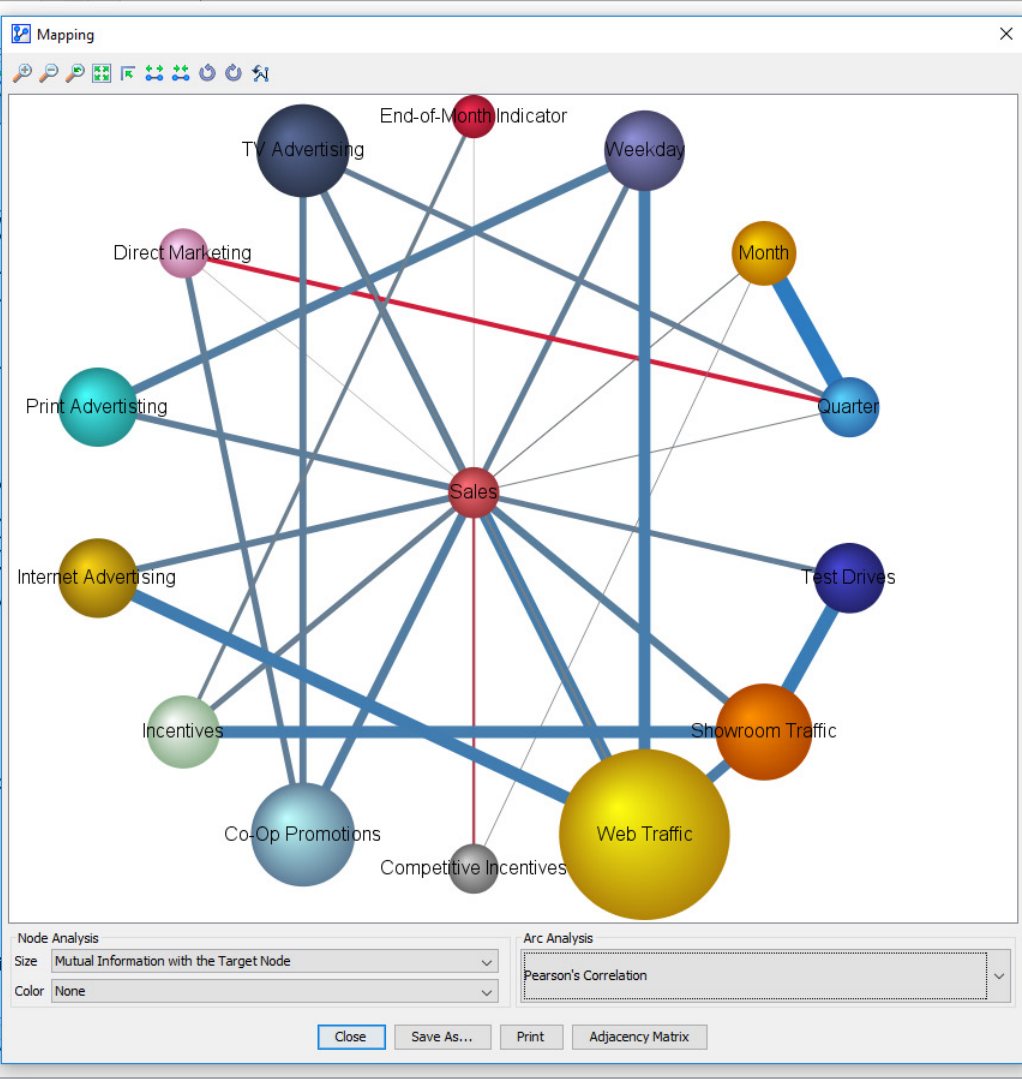 Mapping
End-of-Month Indicator
TV Advertising
Weekday
Direct Marketing
Month
Print Advertisting
Quarter
Sales
Internet Advertising
Test Drives
Incentives
Showroom Traffic
Co-Op Promotions
Web Traffic
Competitive Incentives
Node Analysis
Arc Analysis
Size
Mutual Information with the Target Node
Pearson's Correlation
Color
None
Close
Save As...
Print
Adjacency Matrix